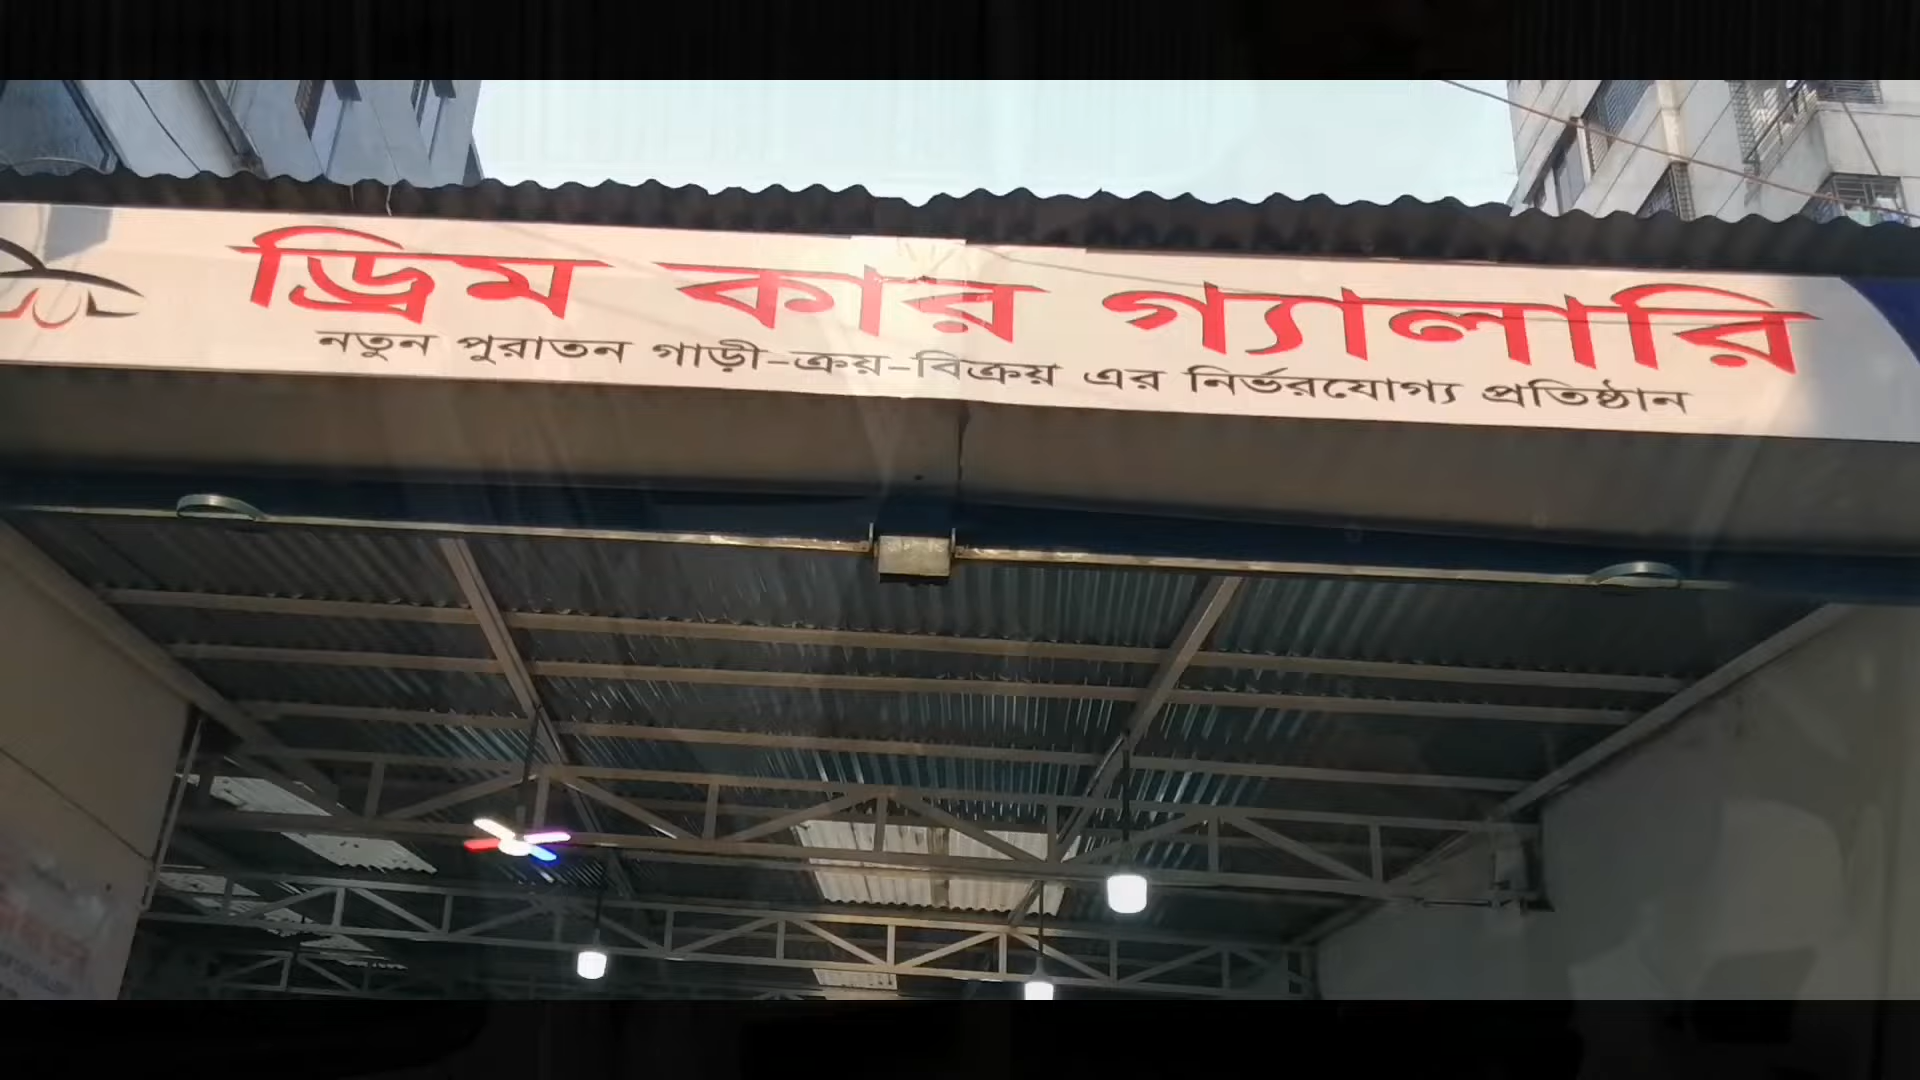 ড্রিম কার গ্যালারি
নতুন পুরাতন গাড়ী-ক্রয়-বিক্রয় এর নির্ভরযোগ্য প্রতিষ্ঠান